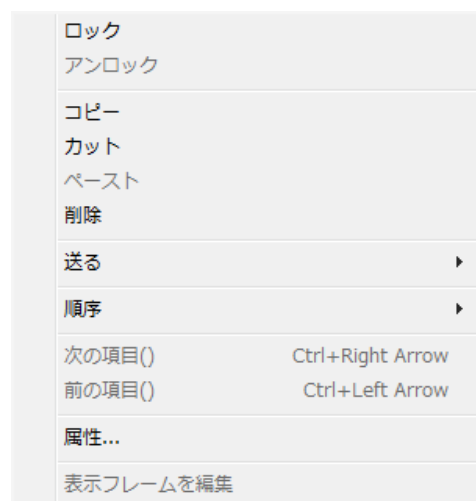 ロック
アンロック
コピー
カット
ペースト
削除
送る
順序
次の項目() Ctrl+Right Arrow
前の項目() Ctrl+Left Arrow
属性...
表示フレームを編集